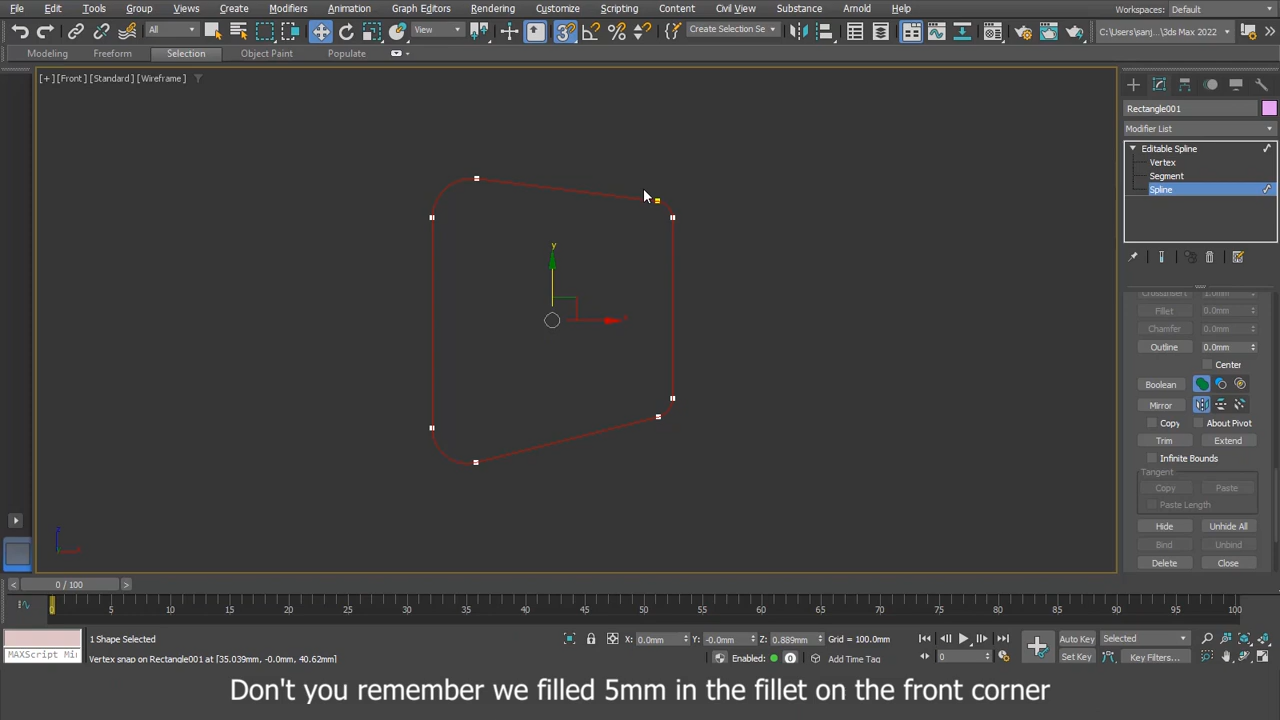 File Edit Tools Group Views Create Modifiers Animation Graph Editors Rendering Customize Scripting Content Civil View Substance Arnold Help
Workspaces: Default
All View Create Selection Se C:\Users\sanj... 3ds Max 2022
Modeling Freeform Selection Object Paint Populate
[+] [Front] [Standard] [Wireframe]
Rectangle001
Modifier List
Editable Spline
Vertex
Segment
Spline
y
x
CrossInsert 1.0mm
Fillet 0.0mm
Chamfer 0.0mm
Outline 0.0mm
Center
Boolean
Mirror
Copy About Pivot
Trim Extend
Infinite Bounds
Tangent
Copy Paste
Paste Length
Hide Unhide All
Bind Unbind
Delete Close
< 0 / 100 >
0 5 10 15 20 25 30 35 40 45 50 55 60 65 70 75 80 85 90 95 100
1 Shape Selected X: 0.0mm Y: -0.0mm Z: 0.889mm Grid = 100.0mm Auto Key Selected
MAXScript Mi Vertex snap on Rectangle001 at [35.039mm, -0.0mm, 40.62mm] Enabled: 0 Add Time Tag 0 Set Key Key Filters...
Don't you remember we filled 5mm in the fillet on the front corner